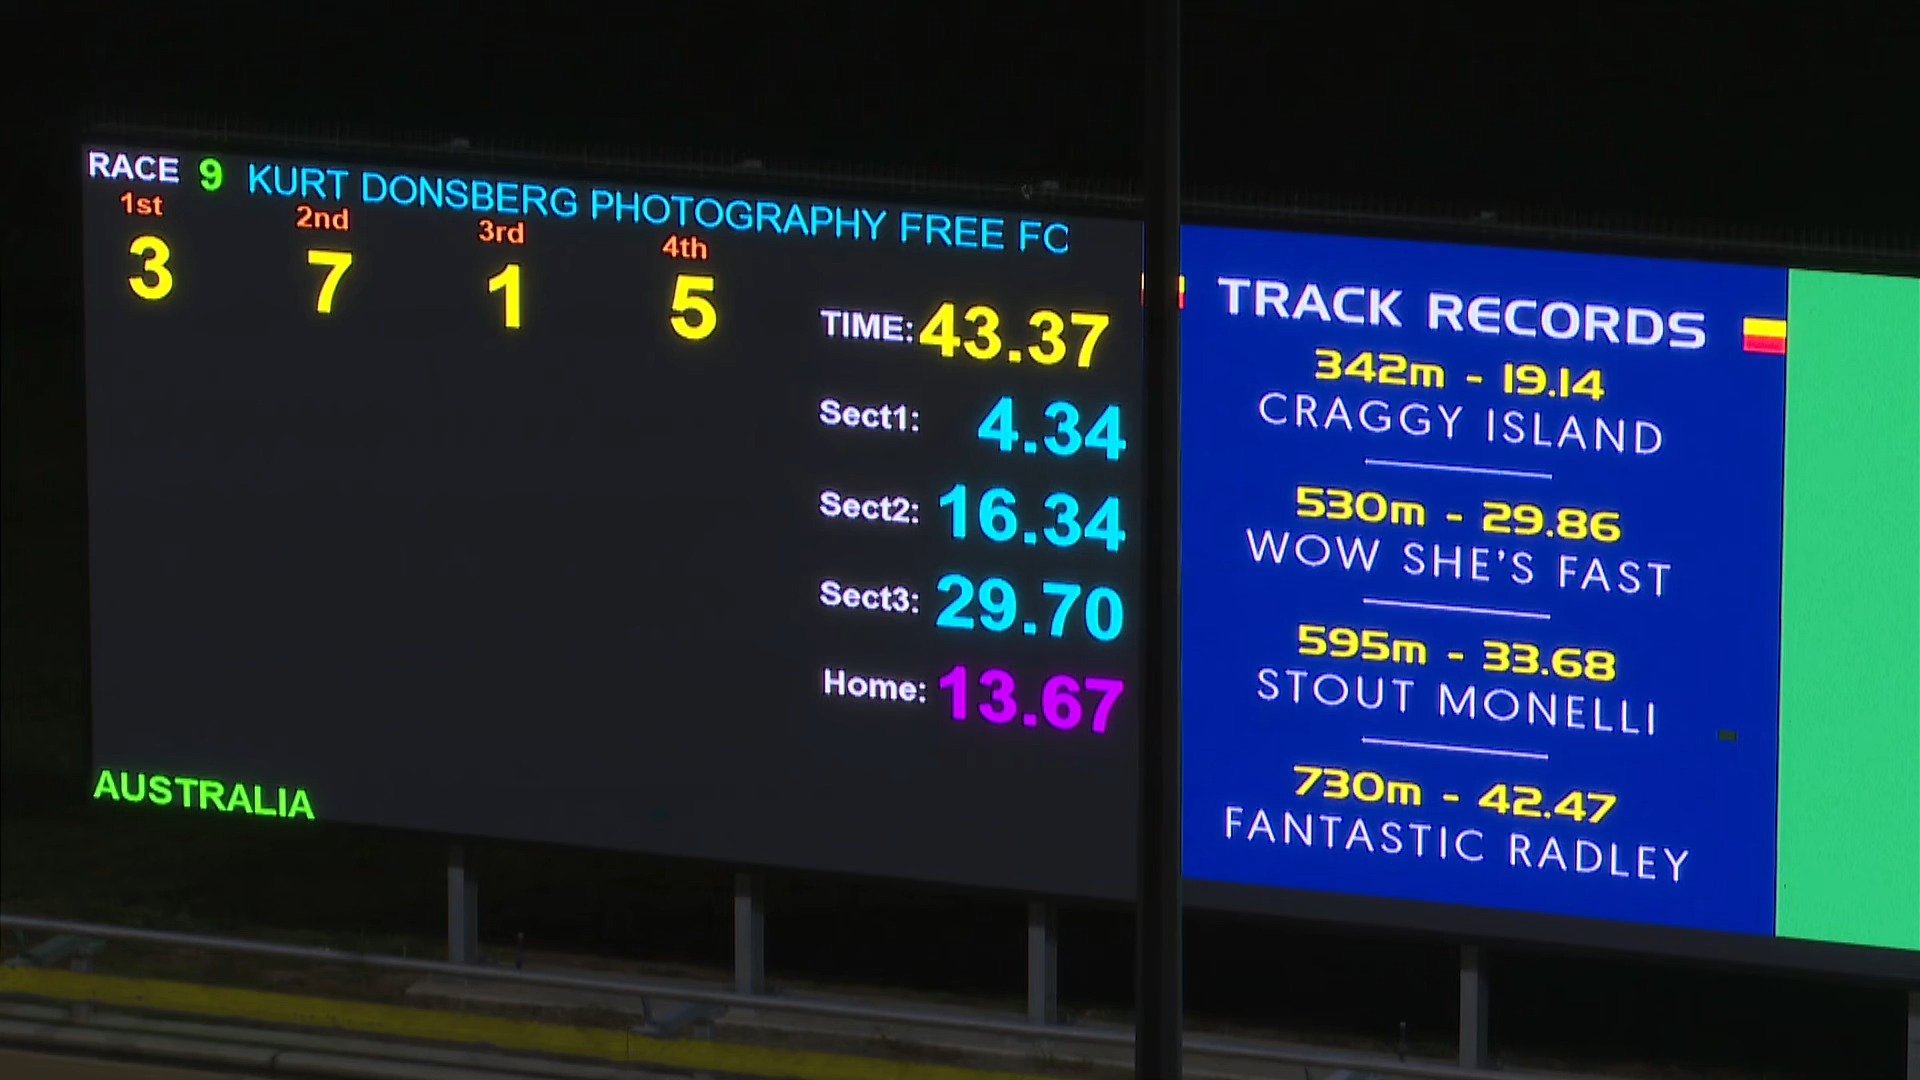 RACE 9 KURT DONSBERG PHOTOGRAPHY FREE FO
1st 2nd 3rd 4th
3 7 1 5
TIME: 43.37
Sect1: 4.34
Sect2: 16.34
Sect3: 29.70
Home: 13.67
AUSTRALIA
TRACK RECORDS
342m - 19.14
CRAGGY ISLAND
530m - 29.86
WOW SHE'S FAST
595m - 33.68
STOUT MONELLI
730m - 42.47
FANTASTIC RADLEY